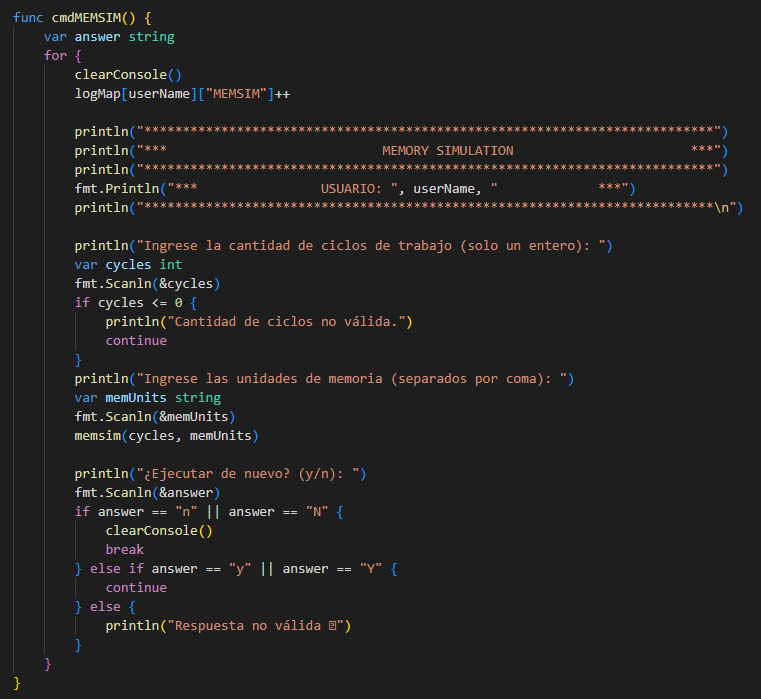 func cmdMEMSIM() {
    var answer string
    for {
        clearConsole()
        logMap[userName]["MEMSIM"]++

        println("**************************************************************************")
        println("***                            MEMORY SIMULATION                       ***")
        println("**************************************************************************")
        fmt.Println("***                USUARIO: ", userName, "             ***")
        println("**************************************************************************\n")

        println("Ingrese la cantidad de ciclos de trabajo (solo un entero): ")
        var cycles int
        fmt.Scanln(&cycles)
        if cycles <= 0 {
            println("Cantidad de ciclos no válida.")
            continue
        }
        println("Ingrese las unidades de memoria (separados por coma): ")
        var memUnits string
        fmt.Scanln(&memUnits)
        memsim(cycles, memUnits)

        println("¿Ejecutar de nuevo? (y/n): ")
        fmt.Scanln(&answer)
        if answer == "n" || answer == "N" {
            clearConsole()
            break
        } else if answer == "y" || answer == "Y" {
            continue
        } else {
            println("Respuesta no válida ")
        }
    }
}